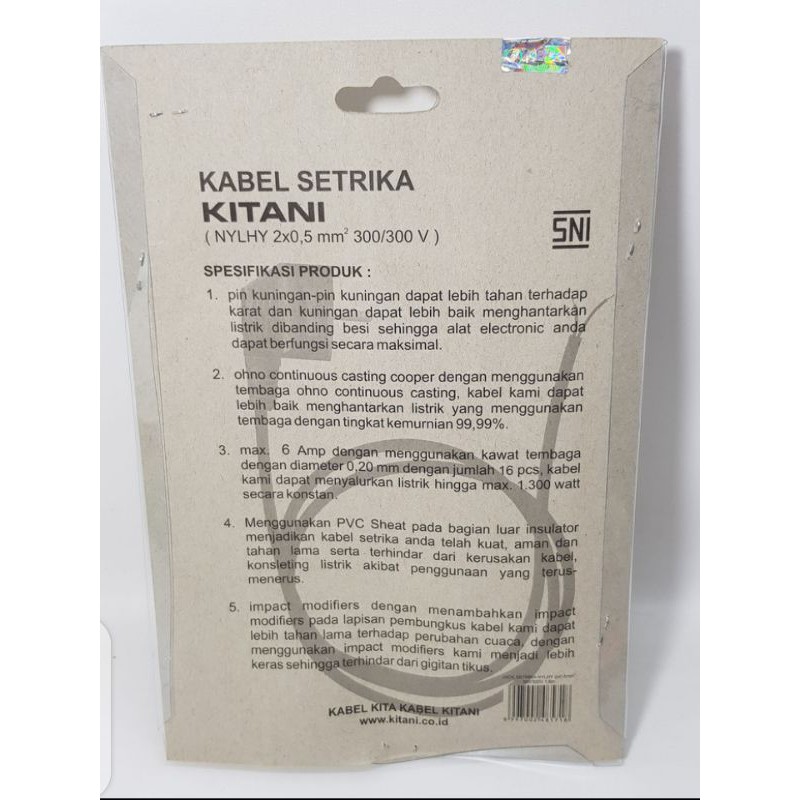 KABEL SETRIKA
KITANI
( NYLHY 2x0,5 mm² 300/300 V )
SNI
SPESIFIKASI PRODUK :
1. pin kuningan-pin kuningan dapat lebih tahan terhadap
karat dan kuningan dapat lebih baik menghantarkan
listrik dibanding besi sehingga alat electronic anda
dapat berfungsi secara maksimal.
2. ohno continuous casting cooper dengan menggunakan
tembaga ohno continuous casting, kabel kami dapat
lebih baik menghantarkan listrik yang menggunakan
tembaga dengan tingkat kemurnian 99,99%.
3. max. 6 Amp dengan menggunakan kawat tembaga
dengan diameter 0,20 mm dengan jumlah 16 pcs, kabel
kami dapat menyalurkan listrik hingga max. 1.300 watt
secara konstan.
4. Menggunakan PVC Sheat pada bagian luar insulator
menjadikan kabel setrika anda telah kuat, aman dan
tahan lama serta terhindar dari kerusakan kabel,
konsleting listrik akibat penggunaan yang terus-
menerus.
5. impact modifiers dengan menambahkan impact
modifiers pada lapisan pembungkus kabel kami dapat
lebih tahan lama terhadap perubahan cuaca, dengan
menggunakan impact modifiers kami menjadi lebih
keras sehingga terhindar dari gigitan tikus.
KABEL KITA KABEL KITANI
www.kitani.co.id